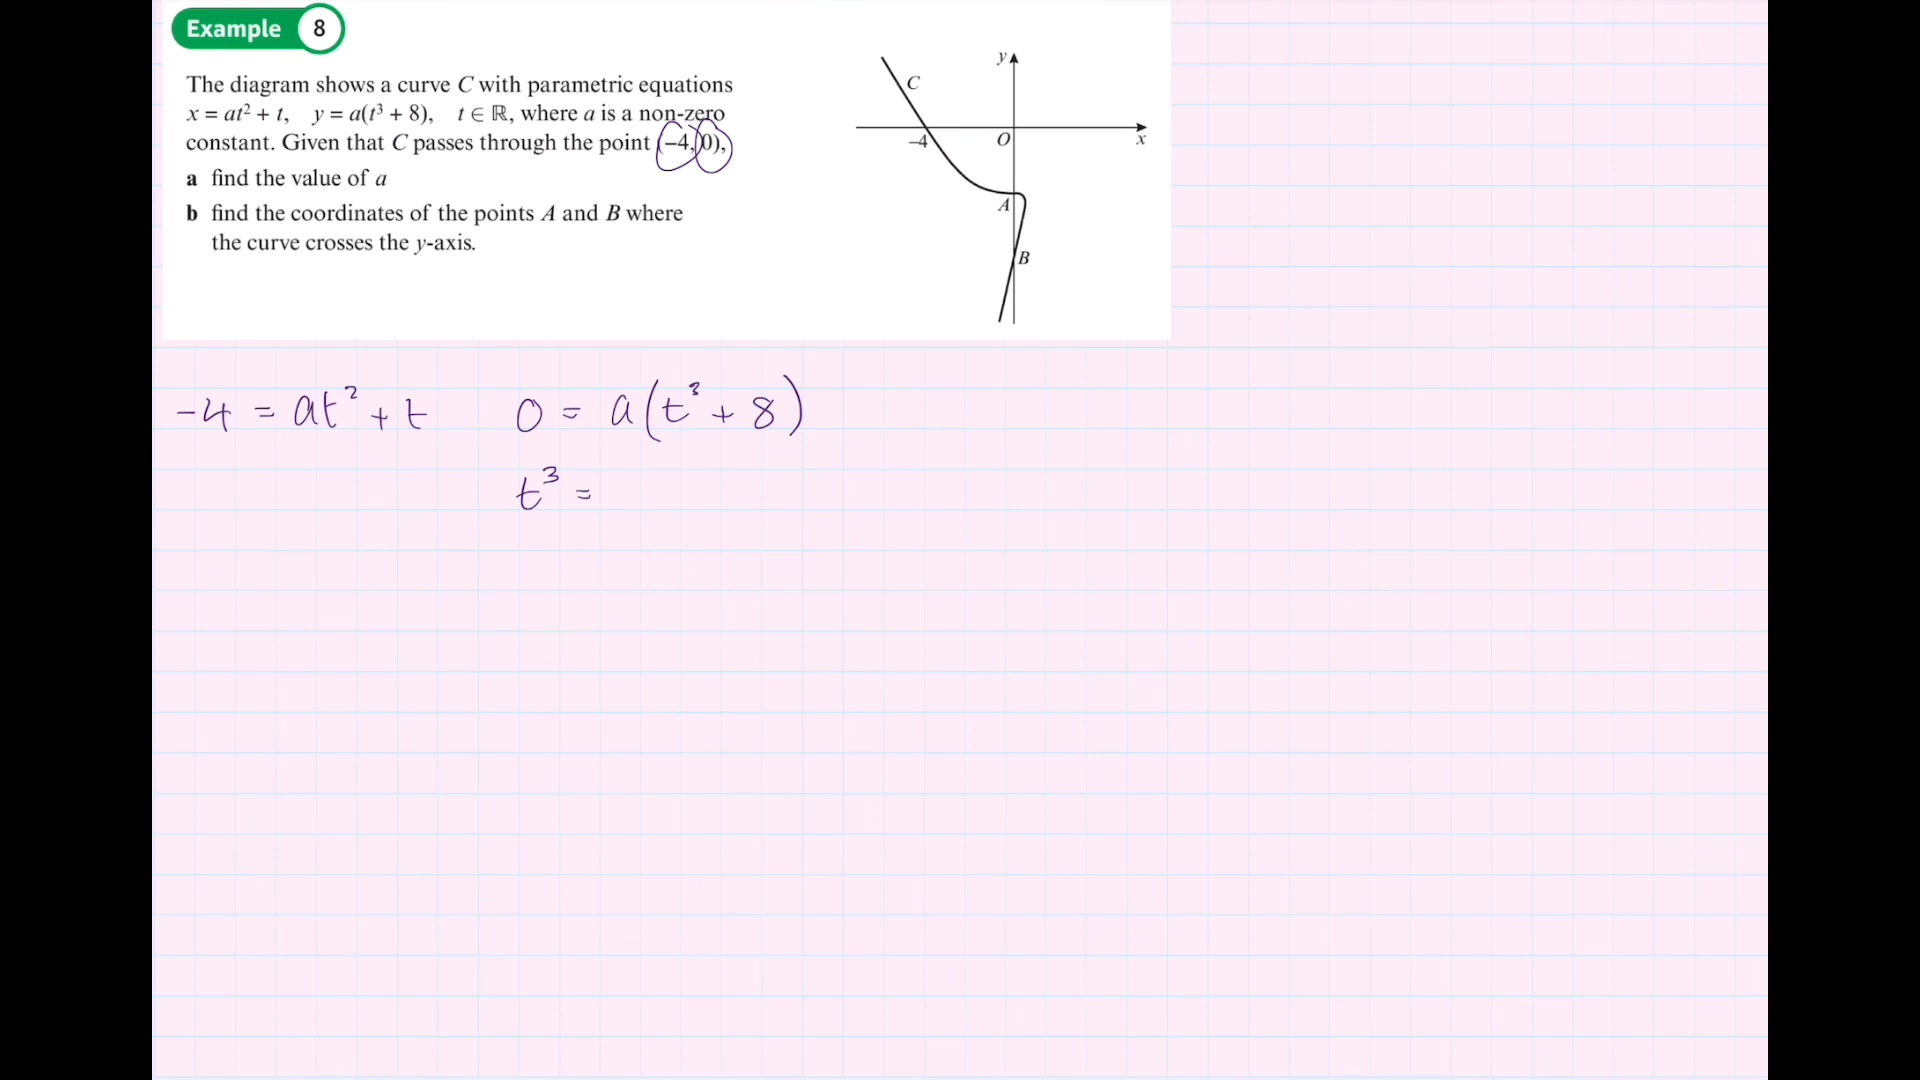 Example 8
The diagram shows a curve C with parametric equations
x = at² + t, y = a(t³ + 8), t ∈ ℝ, where a is a non-zero
constant. Given that C passes through the point (–4, 0),
a find the value of a
b find the coordinates of the points A and B where
the curve crosses the y-axis.
y
C
–4
O
x
A
B
-4 = at² + t 0 = a(t³ + 8)
t³ =